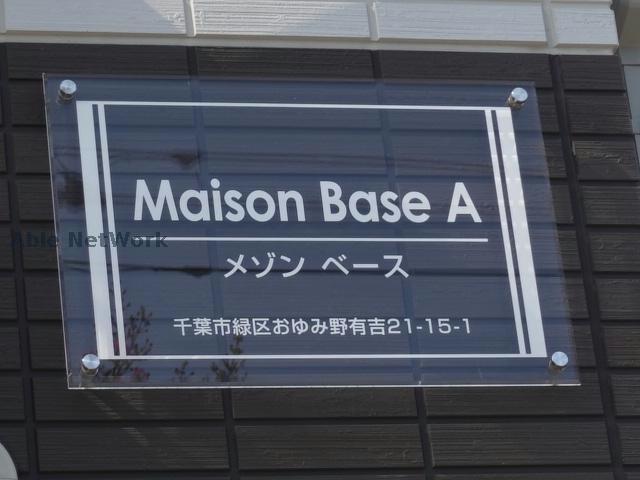 Maison Base A
Able NetWork
メゾン ベース
千葉市緑区おゆみ野有吉21-15-1